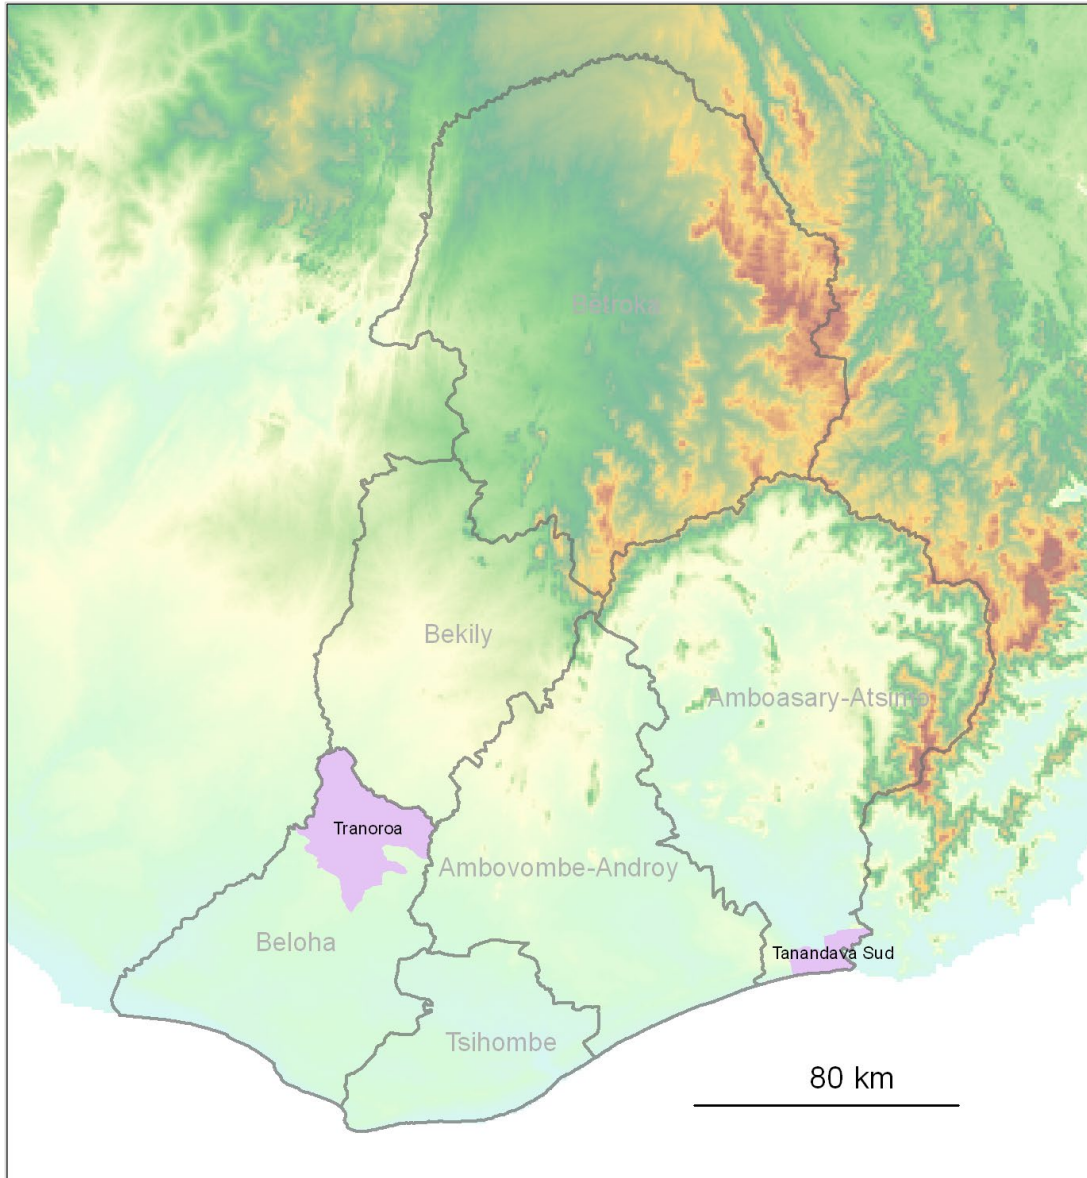 Betroka
Bekily
Amboasary-Atsimo
Tranoroa
Ambovombe-Androy
Beloha
Tanandava Sud
Tsihombe
80 km